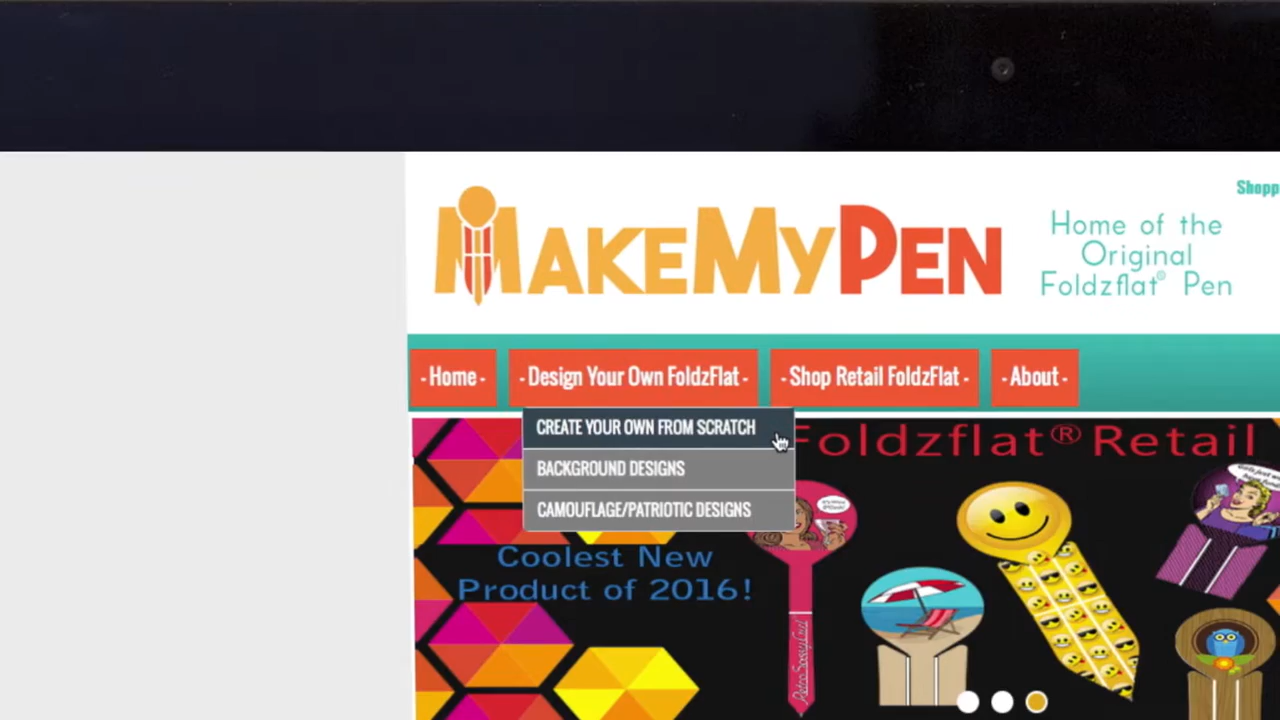 Shopp
MAKEMYPEN
Home of the
Original
Foldzflat® Pen
- Home -
- Design Your Own FoldzFlat -
- Shop Retail FoldzFlat -
- About -
CREATE YOUR OWN FROM SCRATCH
BACKGROUND DESIGNS
CAMOUFLAGE/PATRIOTIC DESIGNS
Foldzflat® Retail
Coolest New
Product of 2016!
RetroSassyGal